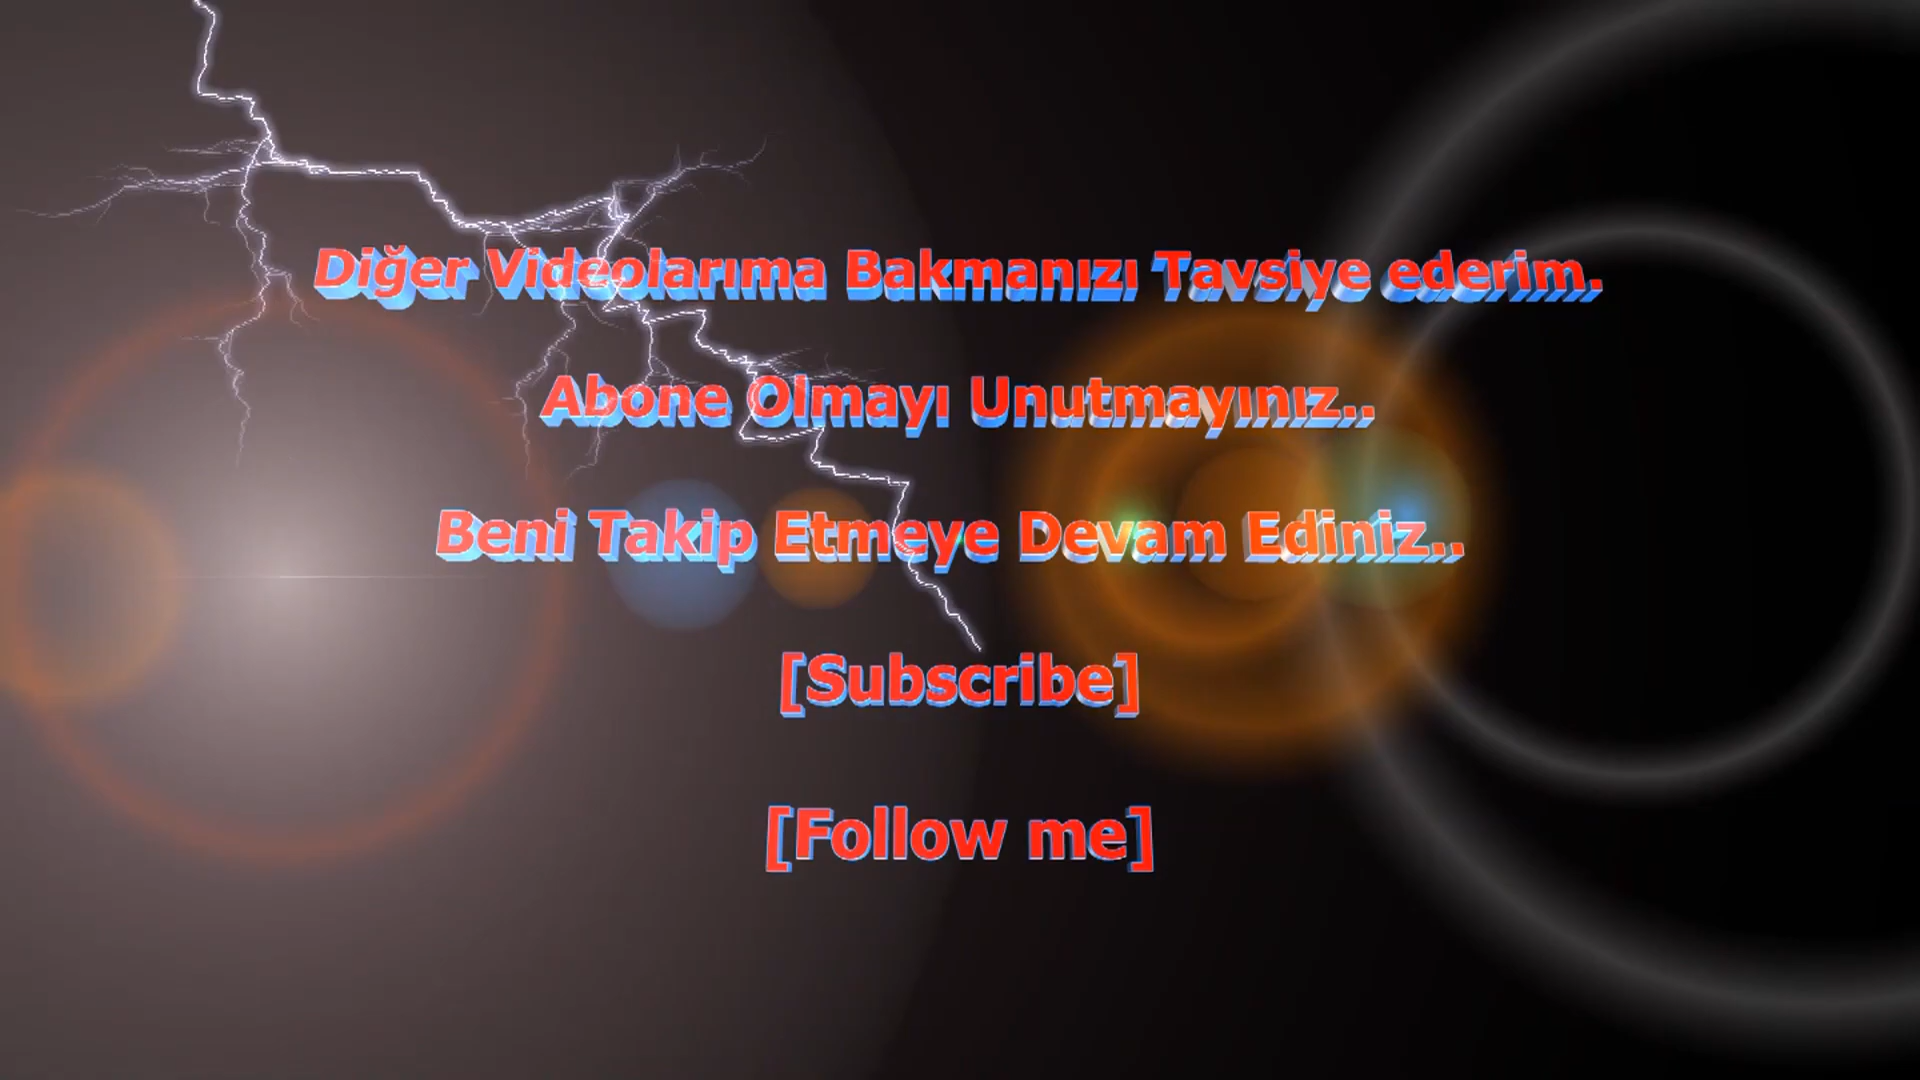 Diğer Videolarıma Bakmanızı Tavsiye ederim.
Abone Olmayı Unutmayınız..
Beni Takip Etmeye Devam Ediniz..
[Subscribe]
[Follow me]